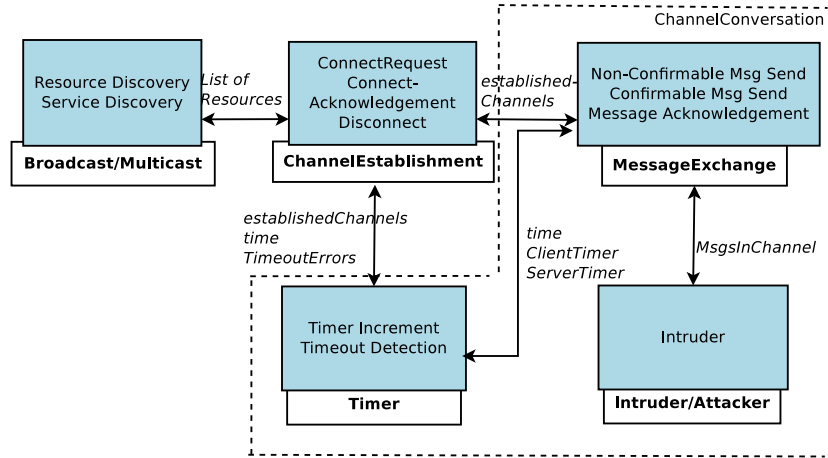 ChannelConversation
Resource Discovery
Service Discovery
Broadcast/Multicast
List of
Resources
ConnectRequest
Connect-
Acknowledgement
Disconnect
ChannelEstablishment
established-
Channels
Non-Confirmable Msg Send
Confirmable Msg Send
Message Acknowledgement
MessageExchange
establishedChannels
time
TimeoutErrors
time
ClientTimer
ServerTimer
MsgsInChannel
Timer Increment
Timeout Detection
Timer
Intruder
Intruder/Attacker